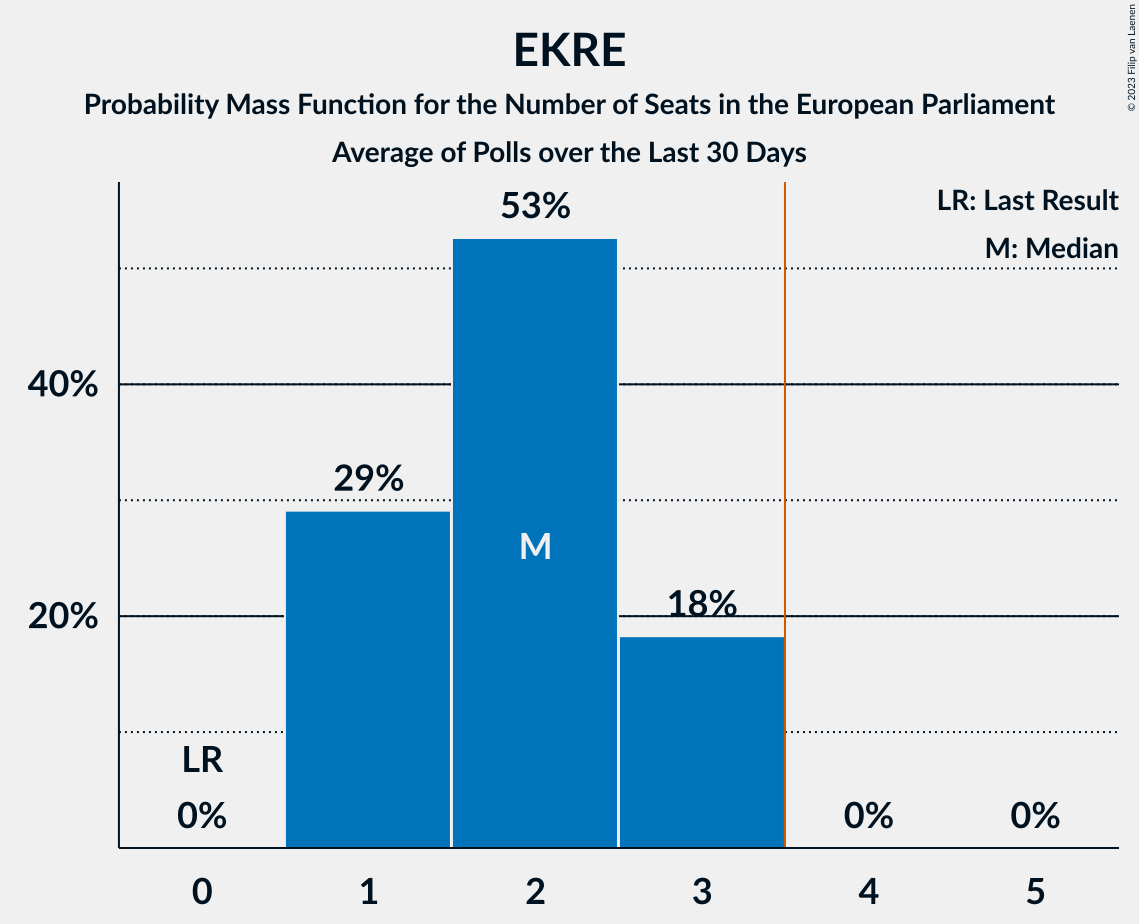 EKRE
Probability Mass Function for the Number of Seats in the European Parliament
Average of Polls over the Last 30 Days
© 2023 Filip van Laenen
LR: Last Result
M: Median
53%
40%
29%
M
20%
18%
LR
0%
0%
0%
0
1
2
3
4
5